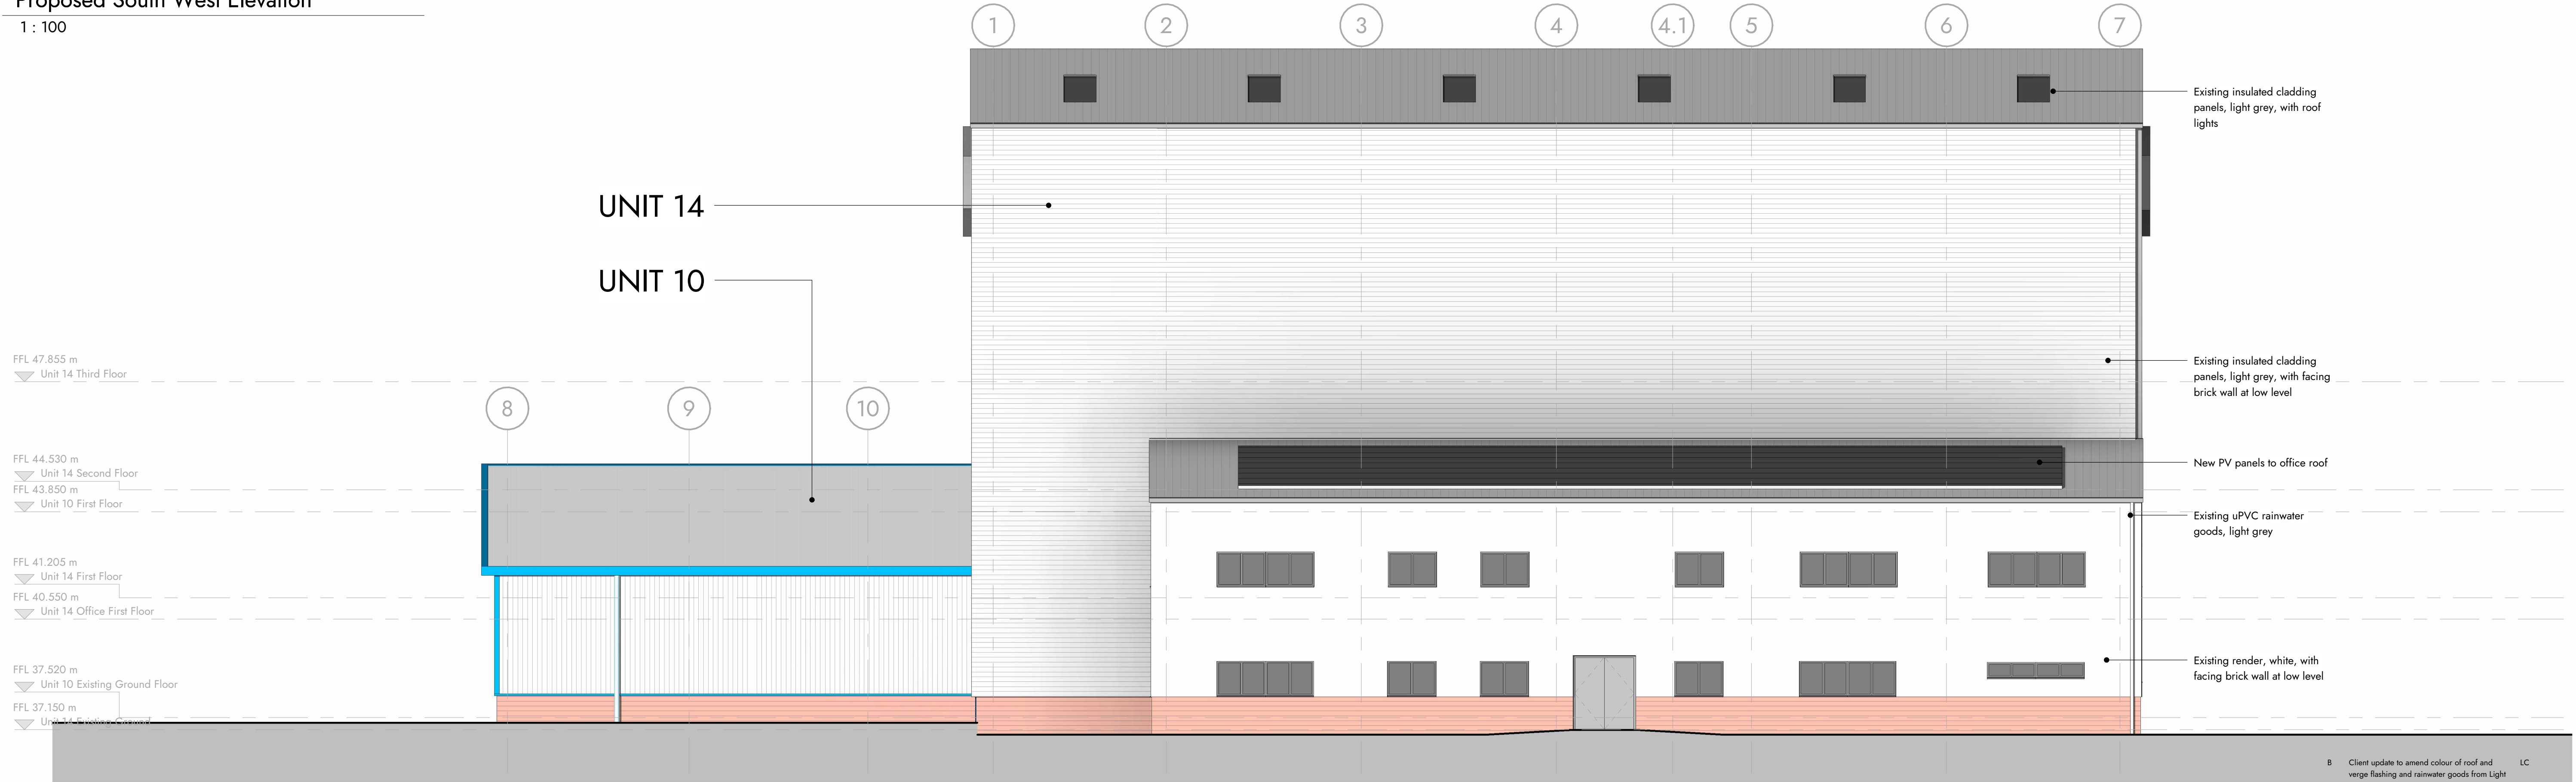 Proposed South West Elevation
1 : 100
1
2
3
4
4.1
5
6
7
Existing insulated cladding
panels, light grey, with roof
lights
UNIT 14
UNIT 10
FFL 47.855 m
Unit 14 Third Floor
Existing insulated cladding
panels, light grey, with facing
brick wall at low level
8
9
10
FFL 44.530 m
Unit 14 Second Floor
FFL 43.850 m
Unit 10 First Floor
New PV panels to office roof
Existing uPVC rainwater
goods, light grey
FFL 41.205 m
Unit 14 First Floor
FFL 40.550 m
Unit 14 Office First Floor
FFL 37.520 m
Unit 10 Existing Ground Floor
Existing render, white, with
facing brick wall at low level
FFL 37.150 m
Unit 14 Existing Ground
B Client update to amend colour of roof and LC
verge flashing and rainwater goods from Light